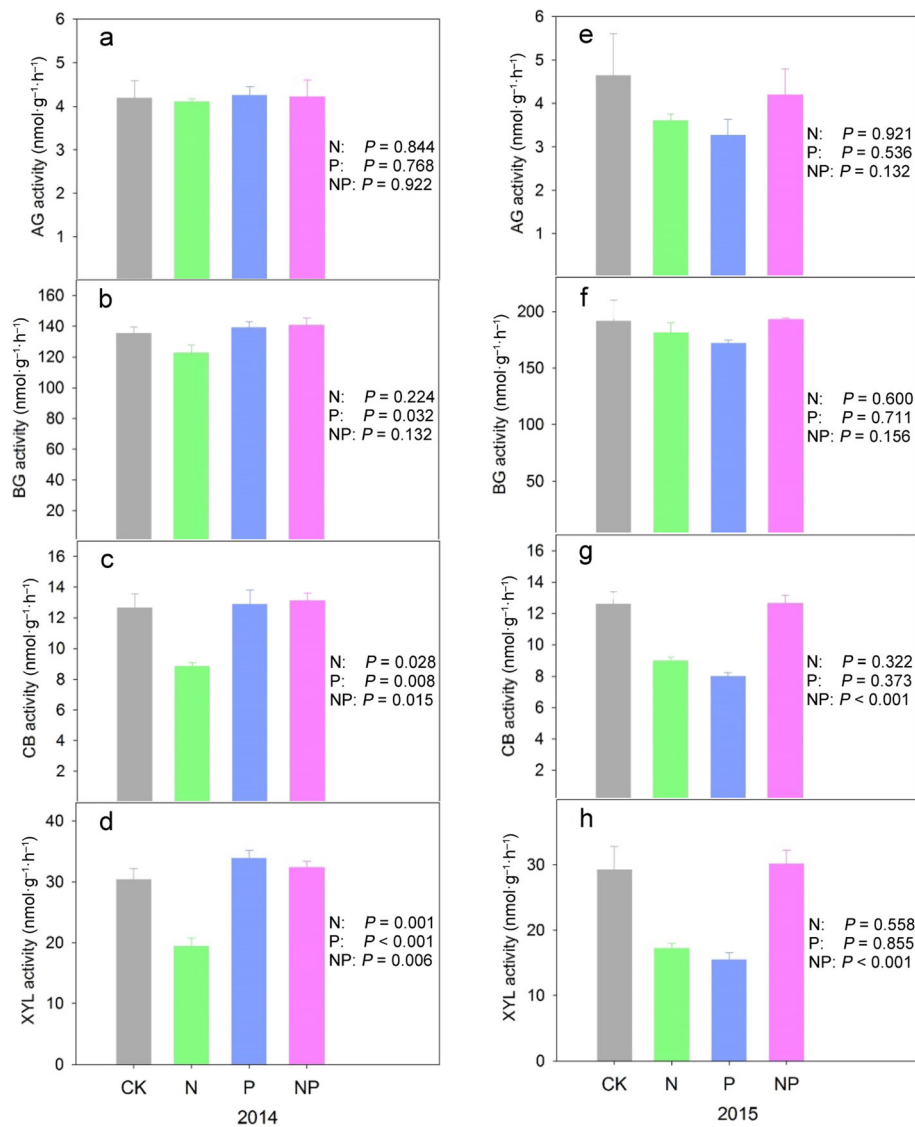 a
6
5
4
3
2
1
AG activity (nmol·g⁻¹·h⁻¹)
N: P = 0.844
P: P = 0.768
NP: P = 0.922
b
160
140
120
100
80
60
40
20
BG activity (nmol·g⁻¹·h⁻¹)
N: P = 0.224
P: P = 0.032
NP: P = 0.132
c
16
14
12
10
8
6
4
2
CB activity (nmol·g⁻¹·h⁻¹)
N: P = 0.028
P: P = 0.008
NP: P = 0.015
d
40
30
20
10
0
XYL activity (nmol·g⁻¹·h⁻¹)
N: P = 0.001
P: P < 0.001
NP: P = 0.006
CK N P NP
2014
e
6
5
4
3
2
1
AG activity (nmol·g⁻¹·h⁻¹)
N: P = 0.921
P: P = 0.536
NP: P = 0.132
f
200
150
100
50
BG activity (nmol·g⁻¹·h⁻¹)
N: P = 0.600
P: P = 0.711
NP: P = 0.156
g
16
14
12
10
8
6
4
2
CB activity (nmol·g⁻¹·h⁻¹)
N: P = 0.322
P: P = 0.373
NP: P < 0.001
h
30
20
10
0
XYL activity (nmol·g⁻¹·h⁻¹)
N: P = 0.558
P: P = 0.855
NP: P < 0.001
CK N P NP
2015